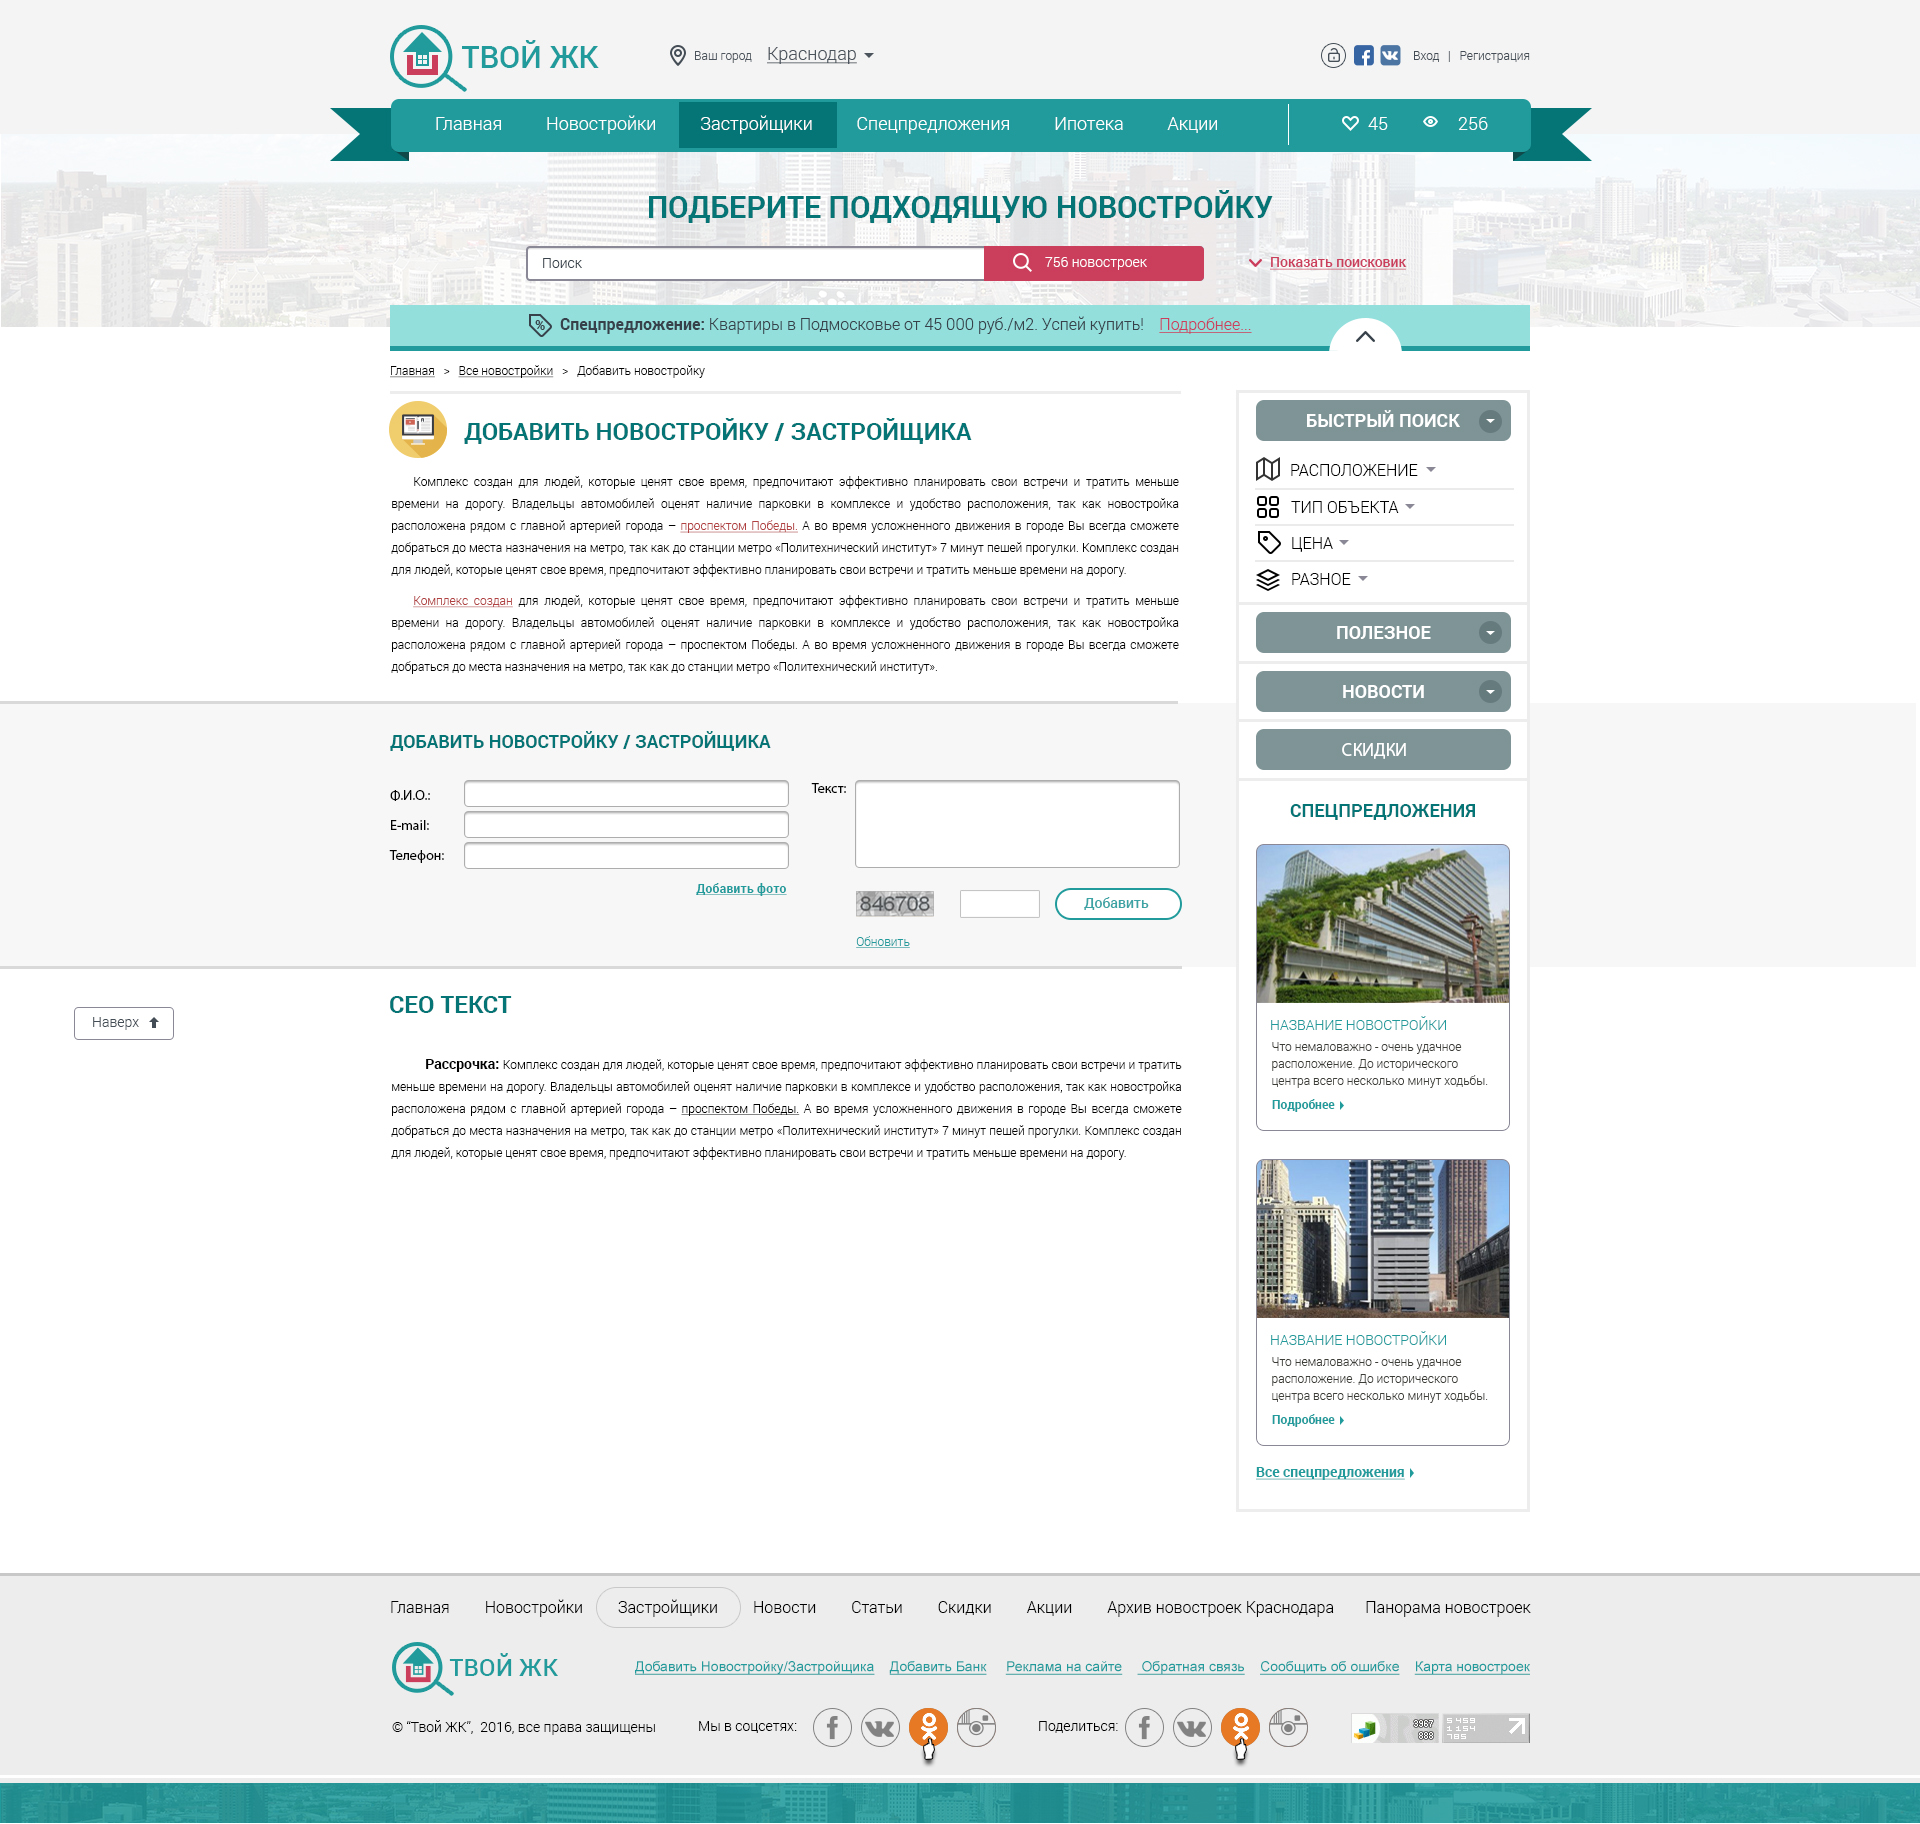 ТВОЙ ЖК
Ваш город Краснодар
Вход | Регистрация
Главная Новостройки Застройщики Спецпредложения Ипотека Акции 45 256
ПОДБЕРИТЕ ПОДХОДЯЩУЮ НОВОСТРОЙКУ
Поиск 756 новостроек Показать поисковик
Спецпредложение: Квартиры в Подмосковье от 45 000 руб./м2. Успей купить! Подробнее...
Главная > Все новостройки > Добавить новостройку
ДОБАВИТЬ НОВОСТРОЙКУ / ЗАСТРОЙЩИКА
Комплекс создан для людей, которые ценят свое время, предпочитают эффективно планировать свои встречи и тратить меньше
времени на дорогу. Владельцы автомобилей оценят наличие парковки в комплексе и удобство расположения, так как новостройка
расположена рядом с главной артерией города – проспектом Победы. А во время усложненного движения в городе Вы всегда сможете
добраться до места назначения на метро, так как до станции метро «Политехнический институт» 7 минут пешей прогулки. Комплекс создан
для людей, которые ценят свое время, предпочитают эффективно планировать свои встречи и тратить меньше времени на дорогу.
Комплекс создан для людей, которые ценят свое время, предпочитают эффективно планировать свои встречи и тратить меньше
времени на дорогу. Владельцы автомобилей оценят наличие парковки в комплексе и удобство расположения, так как новостройка
расположена рядом с главной артерией города – проспектом Победы. А во время усложненного движения в городе Вы всегда сможете
добраться до места назначения на метро, так как до станции метро «Политехнический институт».
ДОБАВИТЬ НОВОСТРОЙКУ / ЗАСТРОЙЩИКА
Ф.И.О.:
E-mail:
Телефон:
Добавить фото
Текст:
846708
Добавить
Обновить
Наверх
СЕО ТЕКСТ
Рассрочка: Комплекс создан для людей, которые ценят свое время, предпочитают эффективно планировать свои встречи и тратить
меньше времени на дорогу. Владельцы автомобилей оценят наличие парковки в комплексе и удобство расположения, так как новостройка
расположена рядом с главной артерией города – проспектом Победы. А во время усложненного движения в городе Вы всегда сможете
добраться до места назначения на метро, так как до станции метро «Политехнический институт» 7 минут пешей прогулки. Комплекс создан
для людей, которые ценят свое время, предпочитают эффективно планировать свои встречи и тратить меньше времени на дорогу.
БЫСТРЫЙ ПОИСК
РАСПОЛОЖЕНИЕ
ТИП ОБЪЕКТА
ЦЕНА
РАЗНОЕ
ПОЛЕЗНОЕ
НОВОСТИ
СКИДКИ
СПЕЦПРЕДЛОЖЕНИЯ
НАЗВАНИЕ НОВОСТРОЙКИ
Что немаловажно - очень удачное
расположение. До исторического
центра всего несколько минут ходьбы.
Подробнее
НАЗВАНИЕ НОВОСТРОЙКИ
Что немаловажно - очень удачное
расположение. До исторического
центра всего несколько минут ходьбы.
Подробнее
Все спецпредложения
Главная Новостройки Застройщики Новости Статьи Скидки Акции Архив новостроек Краснодара Панорама новостроек
ТВОЙ ЖК
Добавить Новостройку/Застройщика Добавить Банк Реклама на сайте Обратная связь Сообщить об ошибке Карта новостроек
© “Твой ЖК”, 2016, все права защищены
Мы в соцсетях:
Поделиться:
3967
888
5459
1154
785